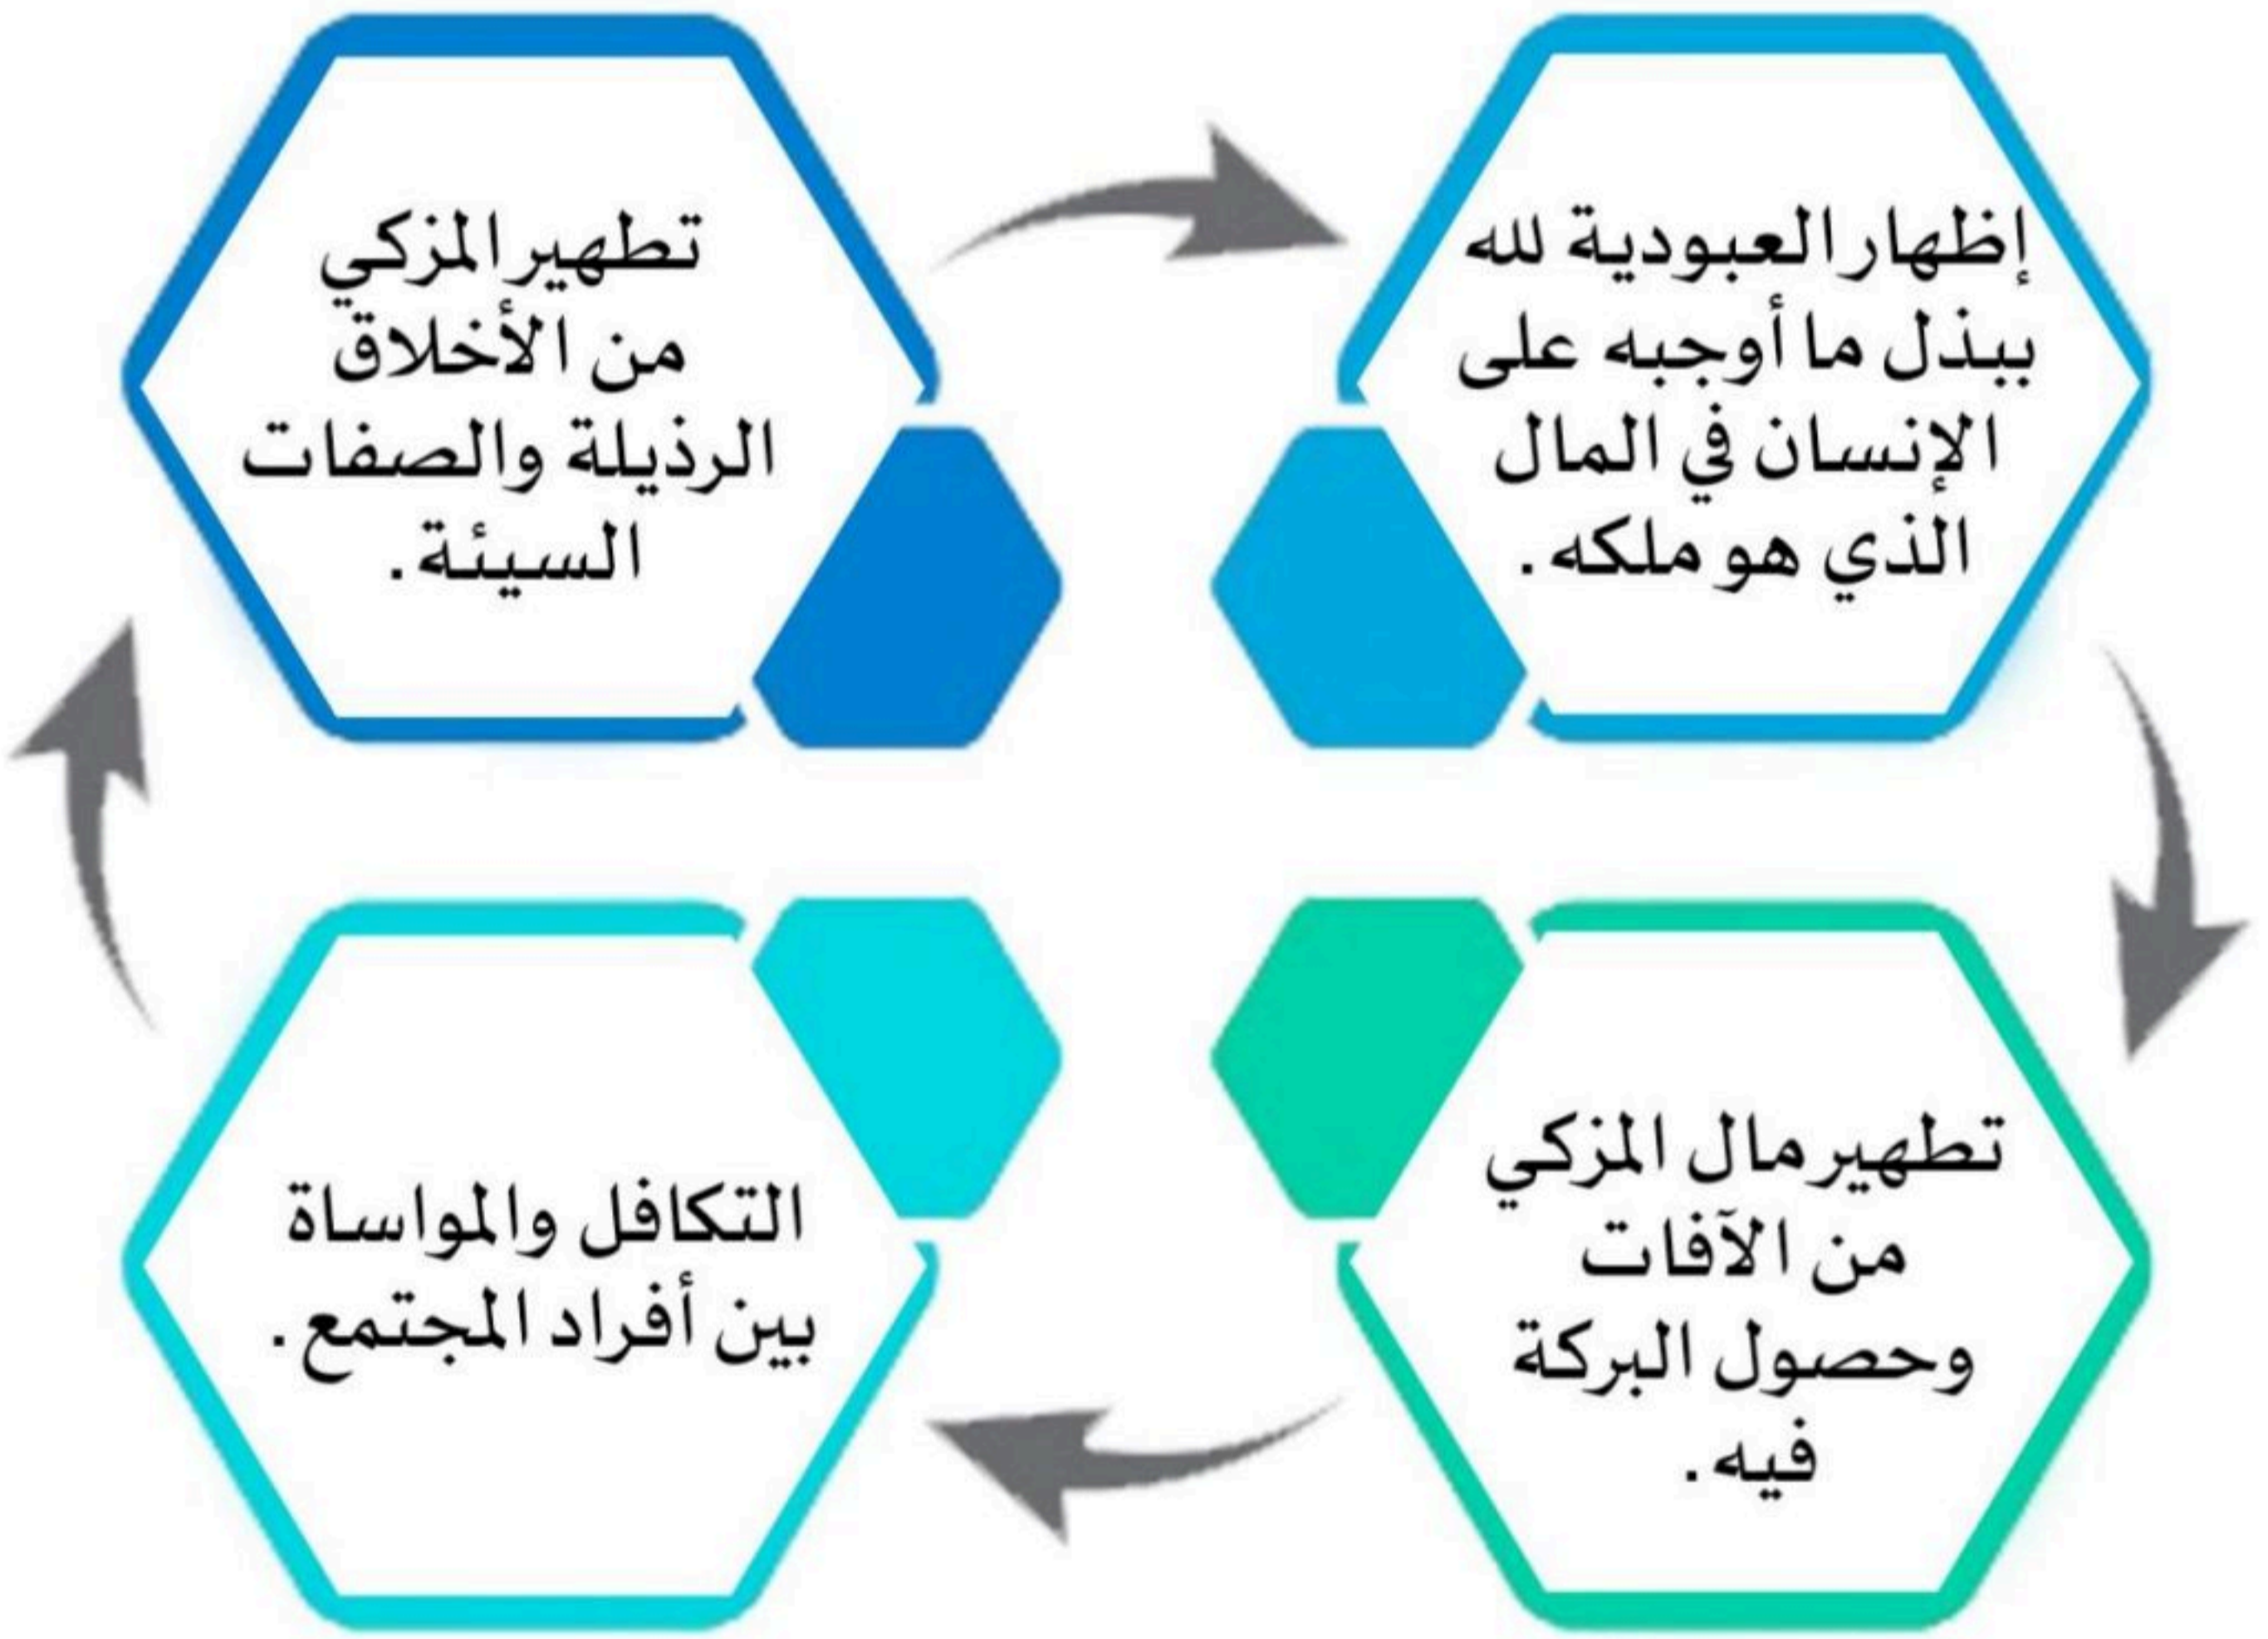 إظهار العبودية لله
ببذل ما أوجبه على
الإنسان في المال
الذي هو ملكه.
تطهير المزكي
من الأخلاق
الرذيلة والصفات
السيئة.
تطهير مال المزكي
من الآفات
وحصول البركة
فيه.
التكافل والمواساة
بين أفراد المجتمع.